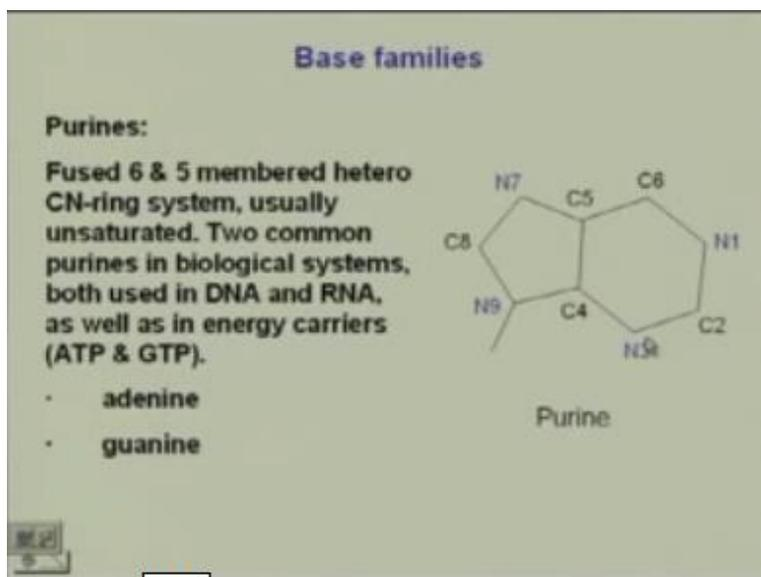 Base families
Purines:
Fused 6 & 5 membered hetero
CN-ring system, usually
unsaturated. Two common
purines in biological systems,
both used in DNA and RNA,
as well as in energy carriers
(ATP & GTP).
· adenine
· guanine
N7
C5
C6
C8
N1
N9
C4
C2
N3
Purine